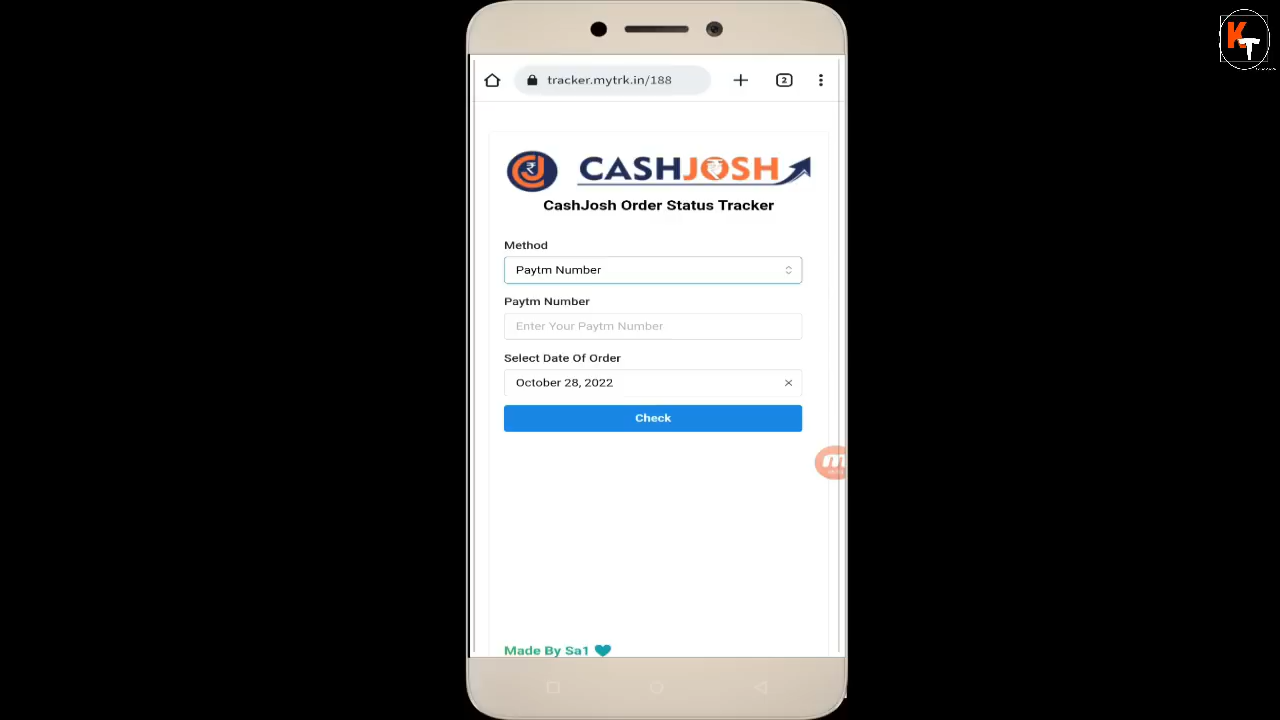 KT
tracker.mytrk.in/188
2
CASHJOSH
CashJosh Order Status Tracker
Method
Paytm Number
Paytm Number
Enter Your Paytm Number
Select Date Of Order
October 28, 2022
Check
Made By Sa1